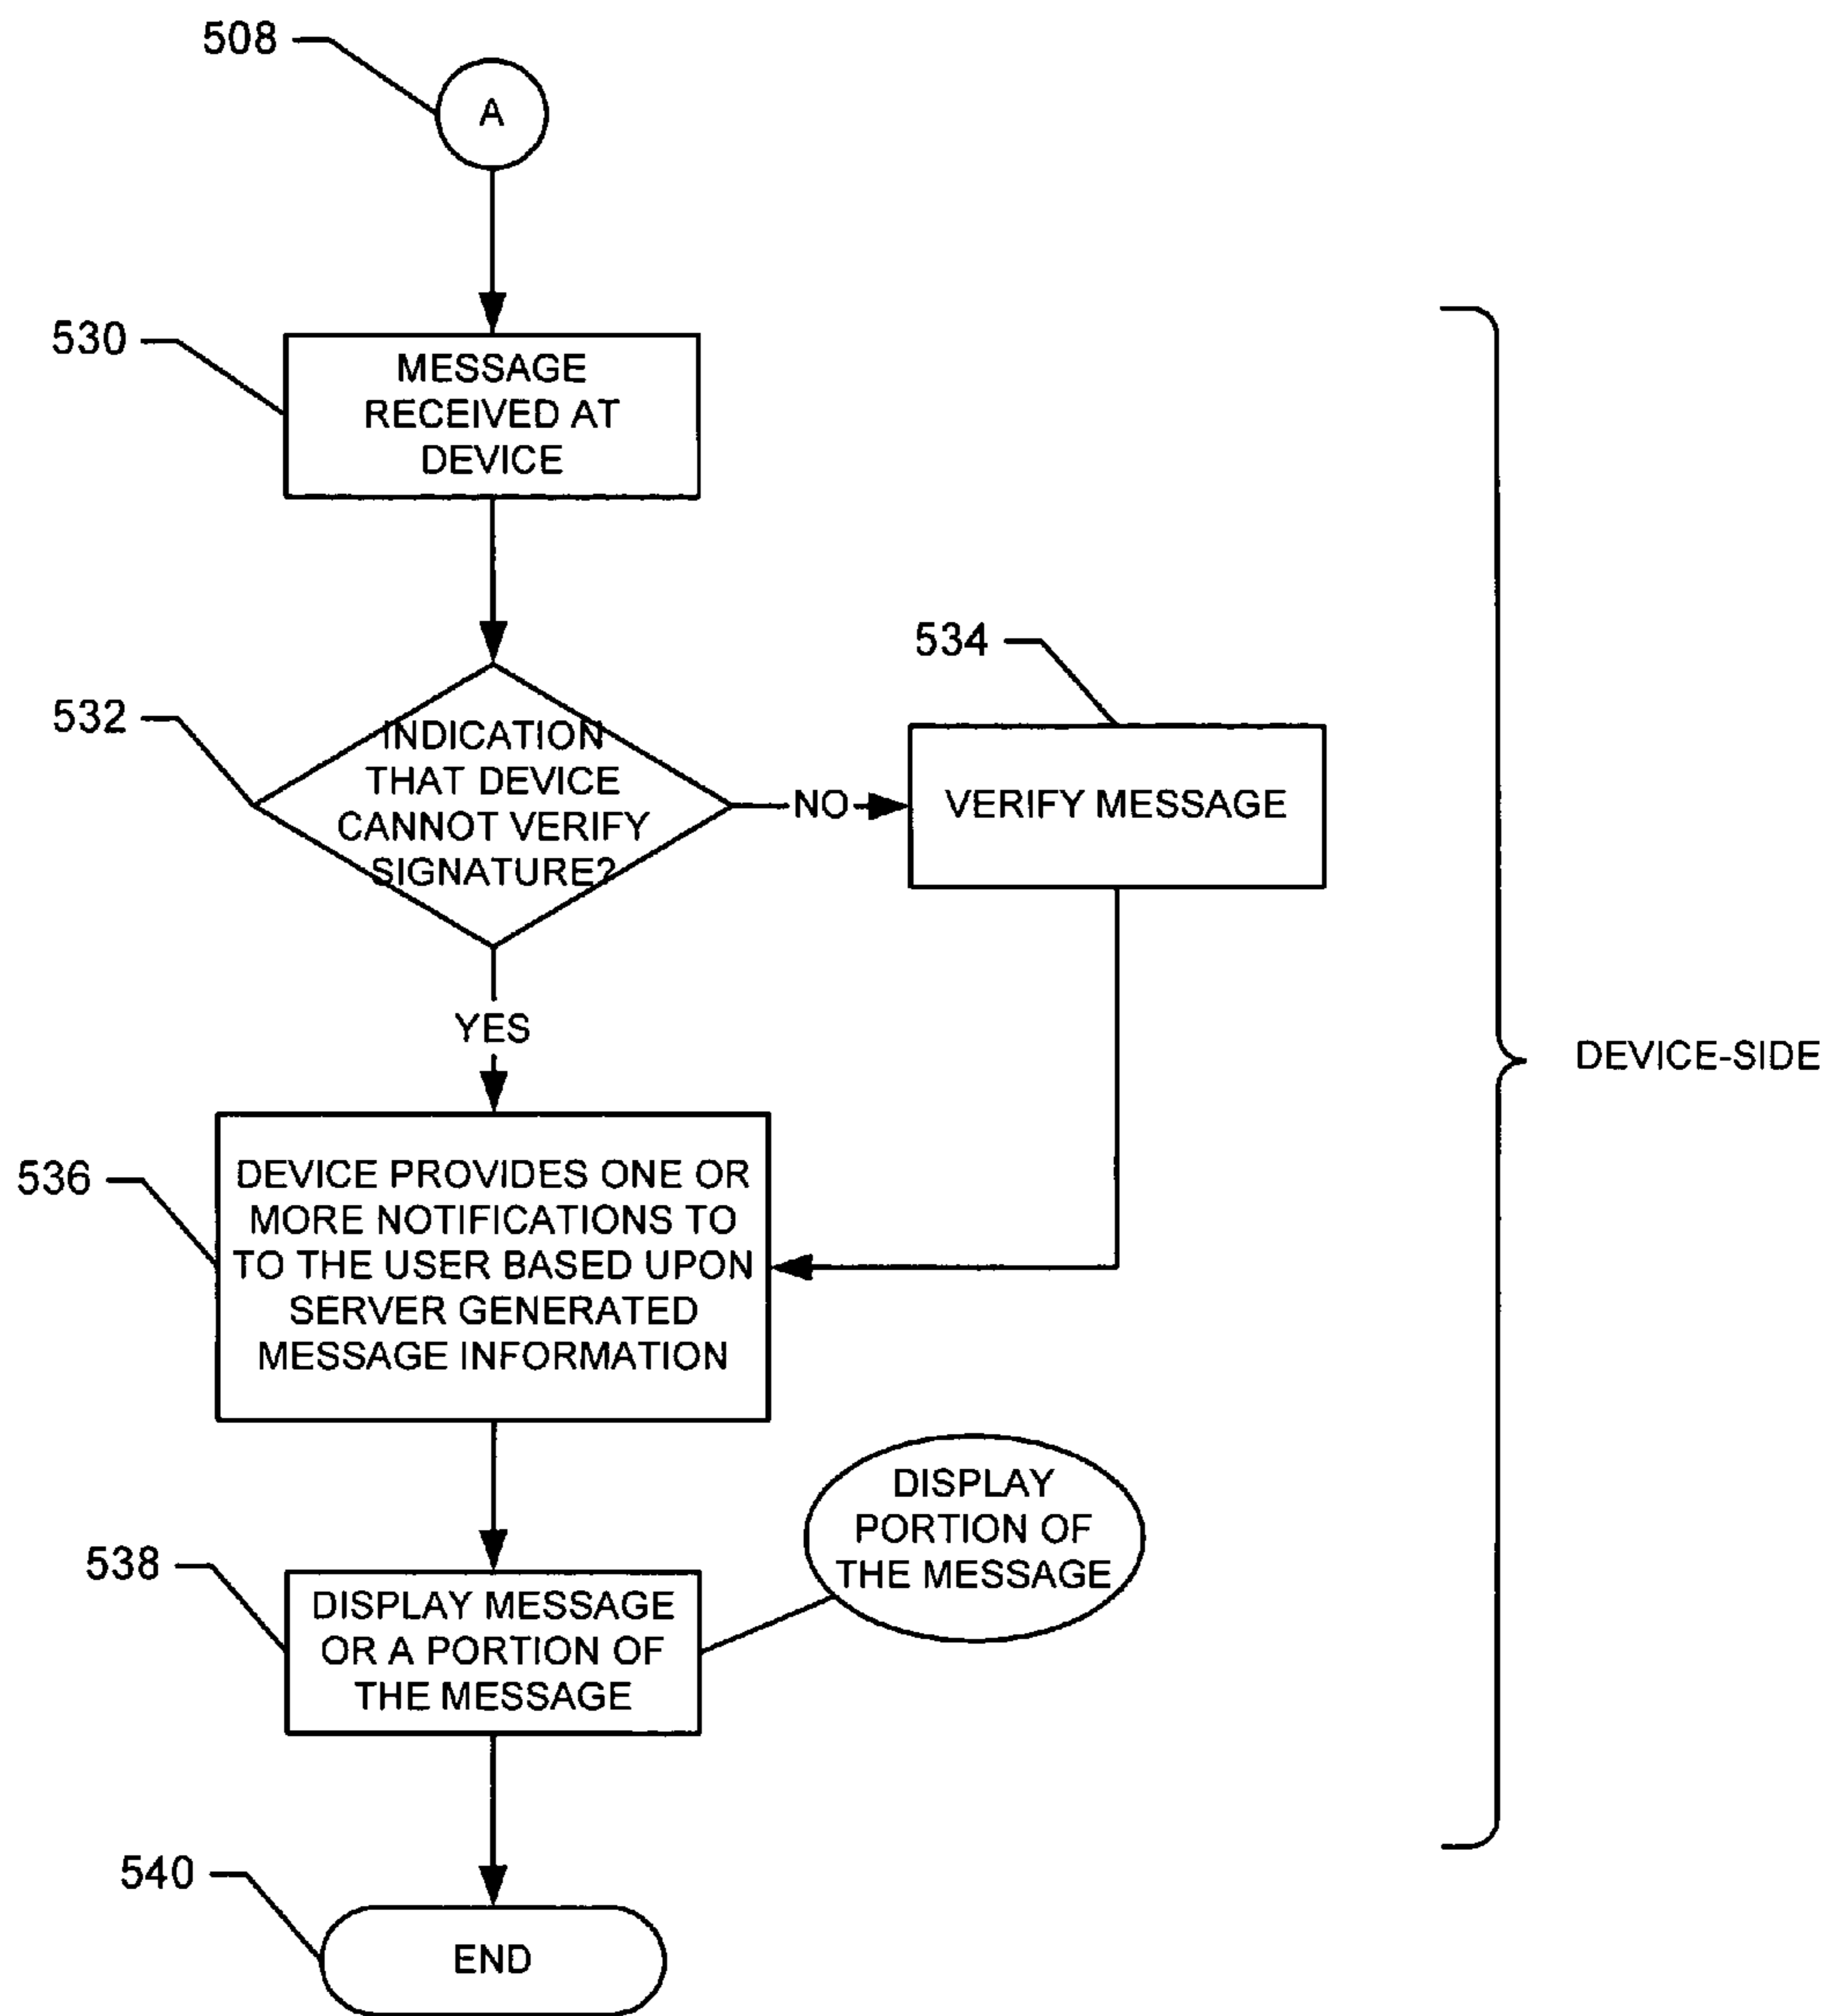 508
A
530
MESSAGE
RECEIVED AT
DEVICE
534
532
INDICATION
THAT DEVICE
CANNOT VERIFY
SIGNATURE?
NO
VERIFY MESSAGE
YES
DEVICE-SIDE
536
DEVICE PROVIDES ONE OR
MORE NOTIFICATIONS TO
TO THE USER BASED UPON
SERVER GENERATED
MESSAGE INFORMATION
DISPLAY
PORTION OF
THE MESSAGE
538
DISPLAY MESSAGE
OR A PORTION OF
THE MESSAGE
540
END